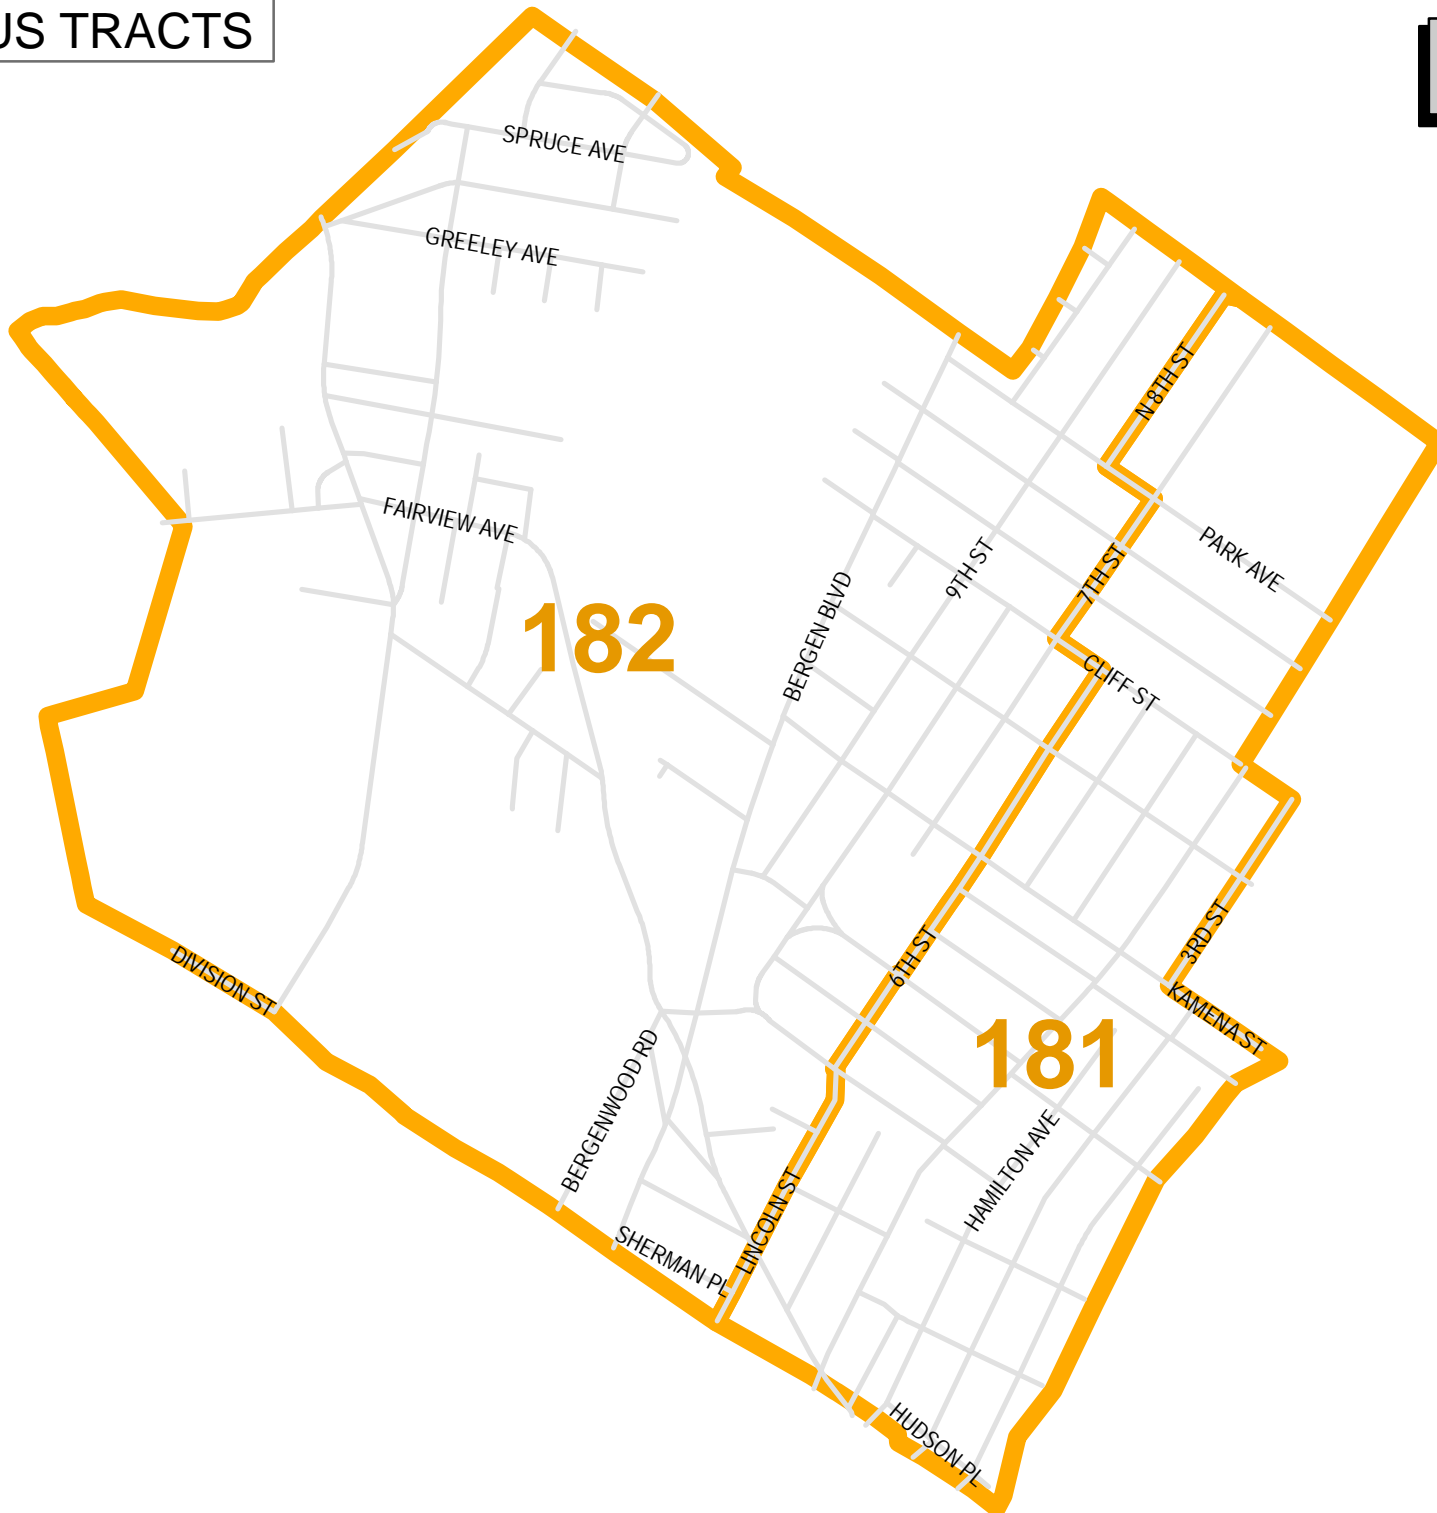 US TRACTS
SPRUCE AVE
GREELEY AVE
N 8TH ST
FAIRVIEW AVE
PARK AVE
9TH ST
7TH ST
182
BERGEN BLVD
CLIFF ST
3RD ST
6TH ST
DIVISION ST
KAMENA ST
181
BERGENWOOD RD
HAMILTON AVE
LINCOLN ST
SHERMAN PL
HUDSON PL